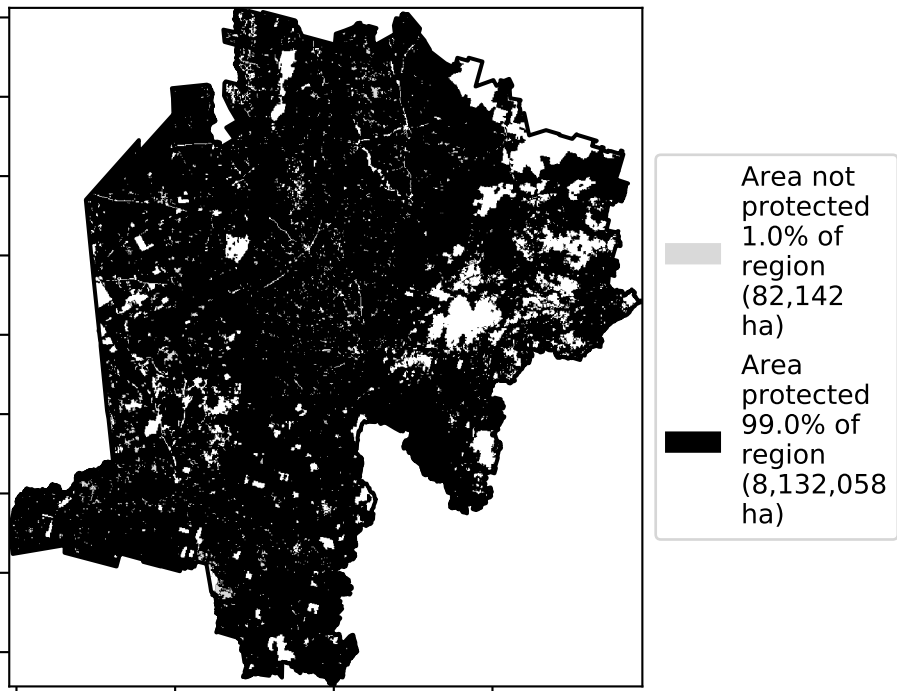 Area not
protected
1.0% of
region
(82,142
ha)
Area
protected
99.0% of
region
(8,132,058
ha)